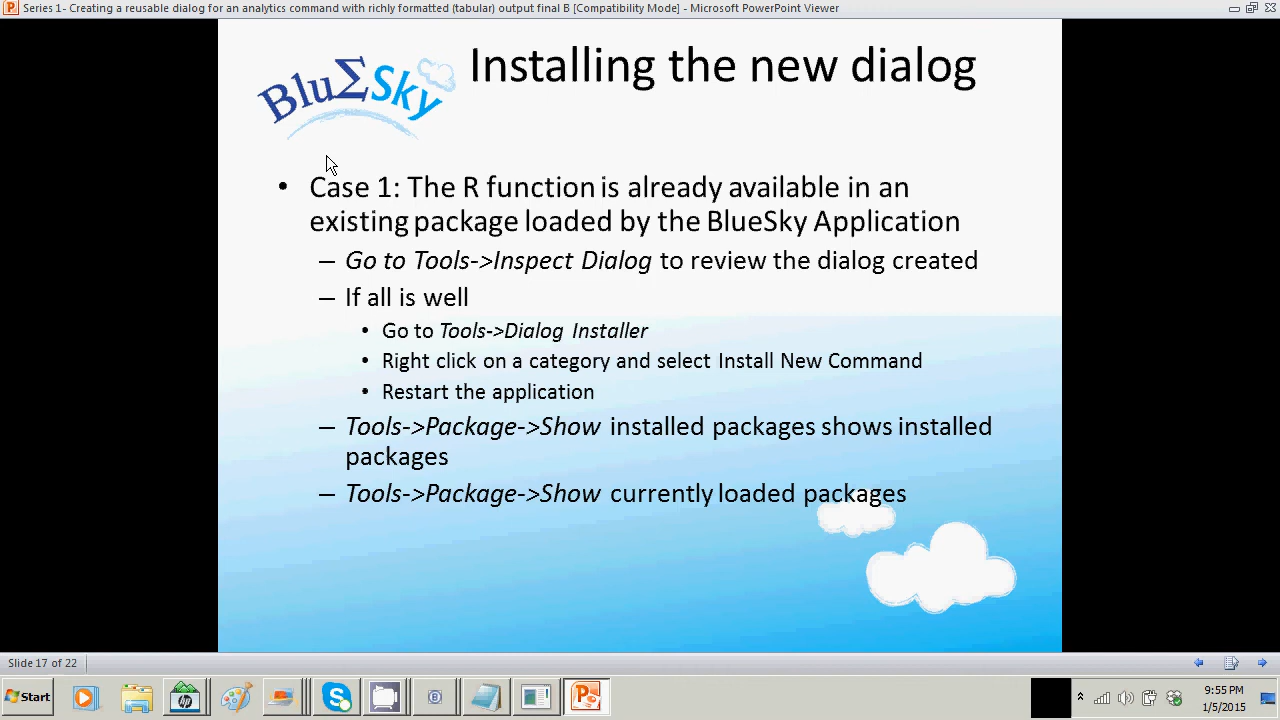 Series 1- Creating a reusable dialog for an analytics command with richly formatted (tabular) output final B [Compatibility Mode] - Microsoft PowerPoint Viewer
BluΣSky
Installing the new dialog
• Case 1: The R function is already available in an
existing package loaded by the BlueSky Application
– Go to Tools->Inspect Dialog to review the dialog created
– If all is well
• Go to Tools->Dialog Installer
• Right click on a category and select Install New Command
• Restart the application
– Tools->Package->Show installed packages shows installed
packages
– Tools->Package->Show currently loaded packages
Slide 17 of 22
Start
9:55 PM
1/5/2015